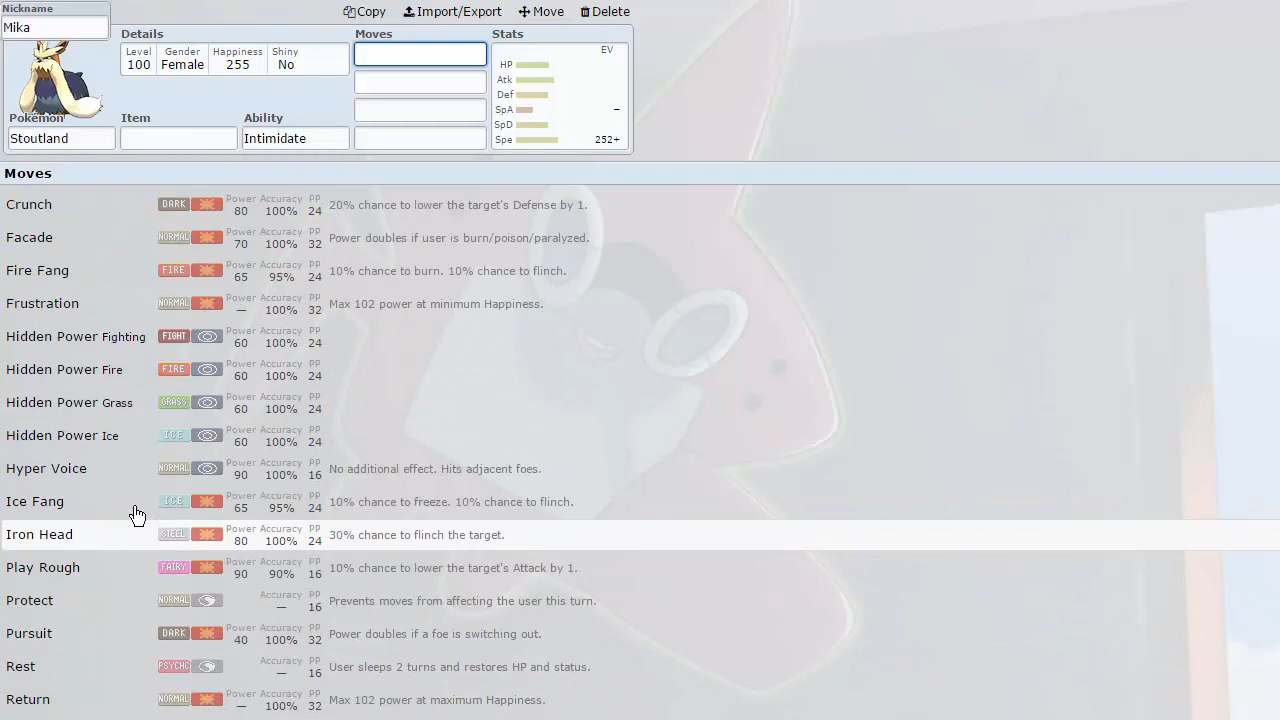 Nickname
Mika
Copy Import/Export Move Delete
Details Moves Stats
Level Gender Happiness Shiny
100 Female 255 No
EV
HP
Atk
Def
SpA –
SpD
Spe 252+
Pokémon Item Ability
Stoutland Intimidate
Moves
Crunch DARK Power 80 Accuracy 100% PP 24 20% chance to lower the target's Defense by 1.
Facade NORMAL Power 70 Accuracy 100% PP 32 Power doubles if user is burn/poison/paralyzed.
Fire Fang FIRE Power 65 Accuracy 95% PP 24 10% chance to burn. 10% chance to flinch.
Frustration NORMAL Power — Accuracy 100% PP 32 Max 102 power at minimum Happiness.
Hidden Power Fighting FIGHT Power 60 Accuracy 100% PP 24
Hidden Power Fire FIRE Power 60 Accuracy 100% PP 24
Hidden Power Grass GRASS Power 60 Accuracy 100% PP 24
Hidden Power Ice ICE Power 60 Accuracy 100% PP 24
Hyper Voice NORMAL Power 90 Accuracy 100% PP 16 No additional effect. Hits adjacent foes.
Ice Fang ICE Power 65 Accuracy 95% PP 24 10% chance to freeze. 10% chance to flinch.
Iron Head STEEL Power 80 Accuracy 100% PP 24 30% chance to flinch the target.
Play Rough FAIRY Power 90 Accuracy 90% PP 16 10% chance to lower the target's Attack by 1.
Protect NORMAL Accuracy — PP 16 Prevents moves from affecting the user this turn.
Pursuit DARK Power 40 Accuracy 100% PP 32 Power doubles if a foe is switching out.
Rest PSYCHC Accuracy — PP 16 User sleeps 2 turns and restores HP and status.
Return NORMAL Power — Accuracy 100% PP 32 Max 102 power at maximum Happiness.